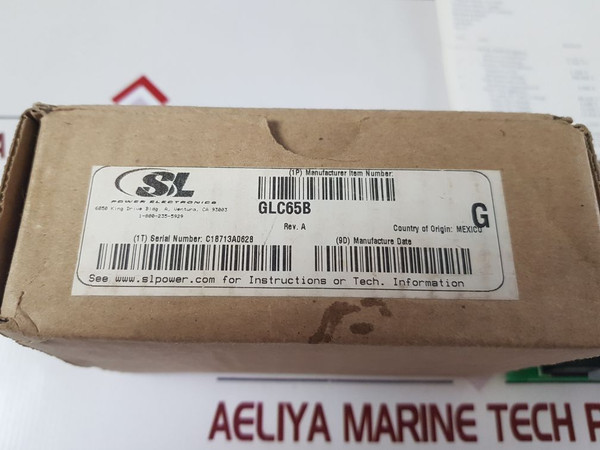 SL
POWER ELECTRONICS
6050 King Drive Bldg. A, Ventura, CA 93003
1-800-235-5929
(1P) Manufacturer Item Number:
GLC65B
Rev. A
G
Country of Origin: MEXICO
(1T) Serial Number: C18713A0628
(9D) Manufacture Date
See www.slpower.com for Instructions or Tech. Information
AELIYA MARINE TECH P